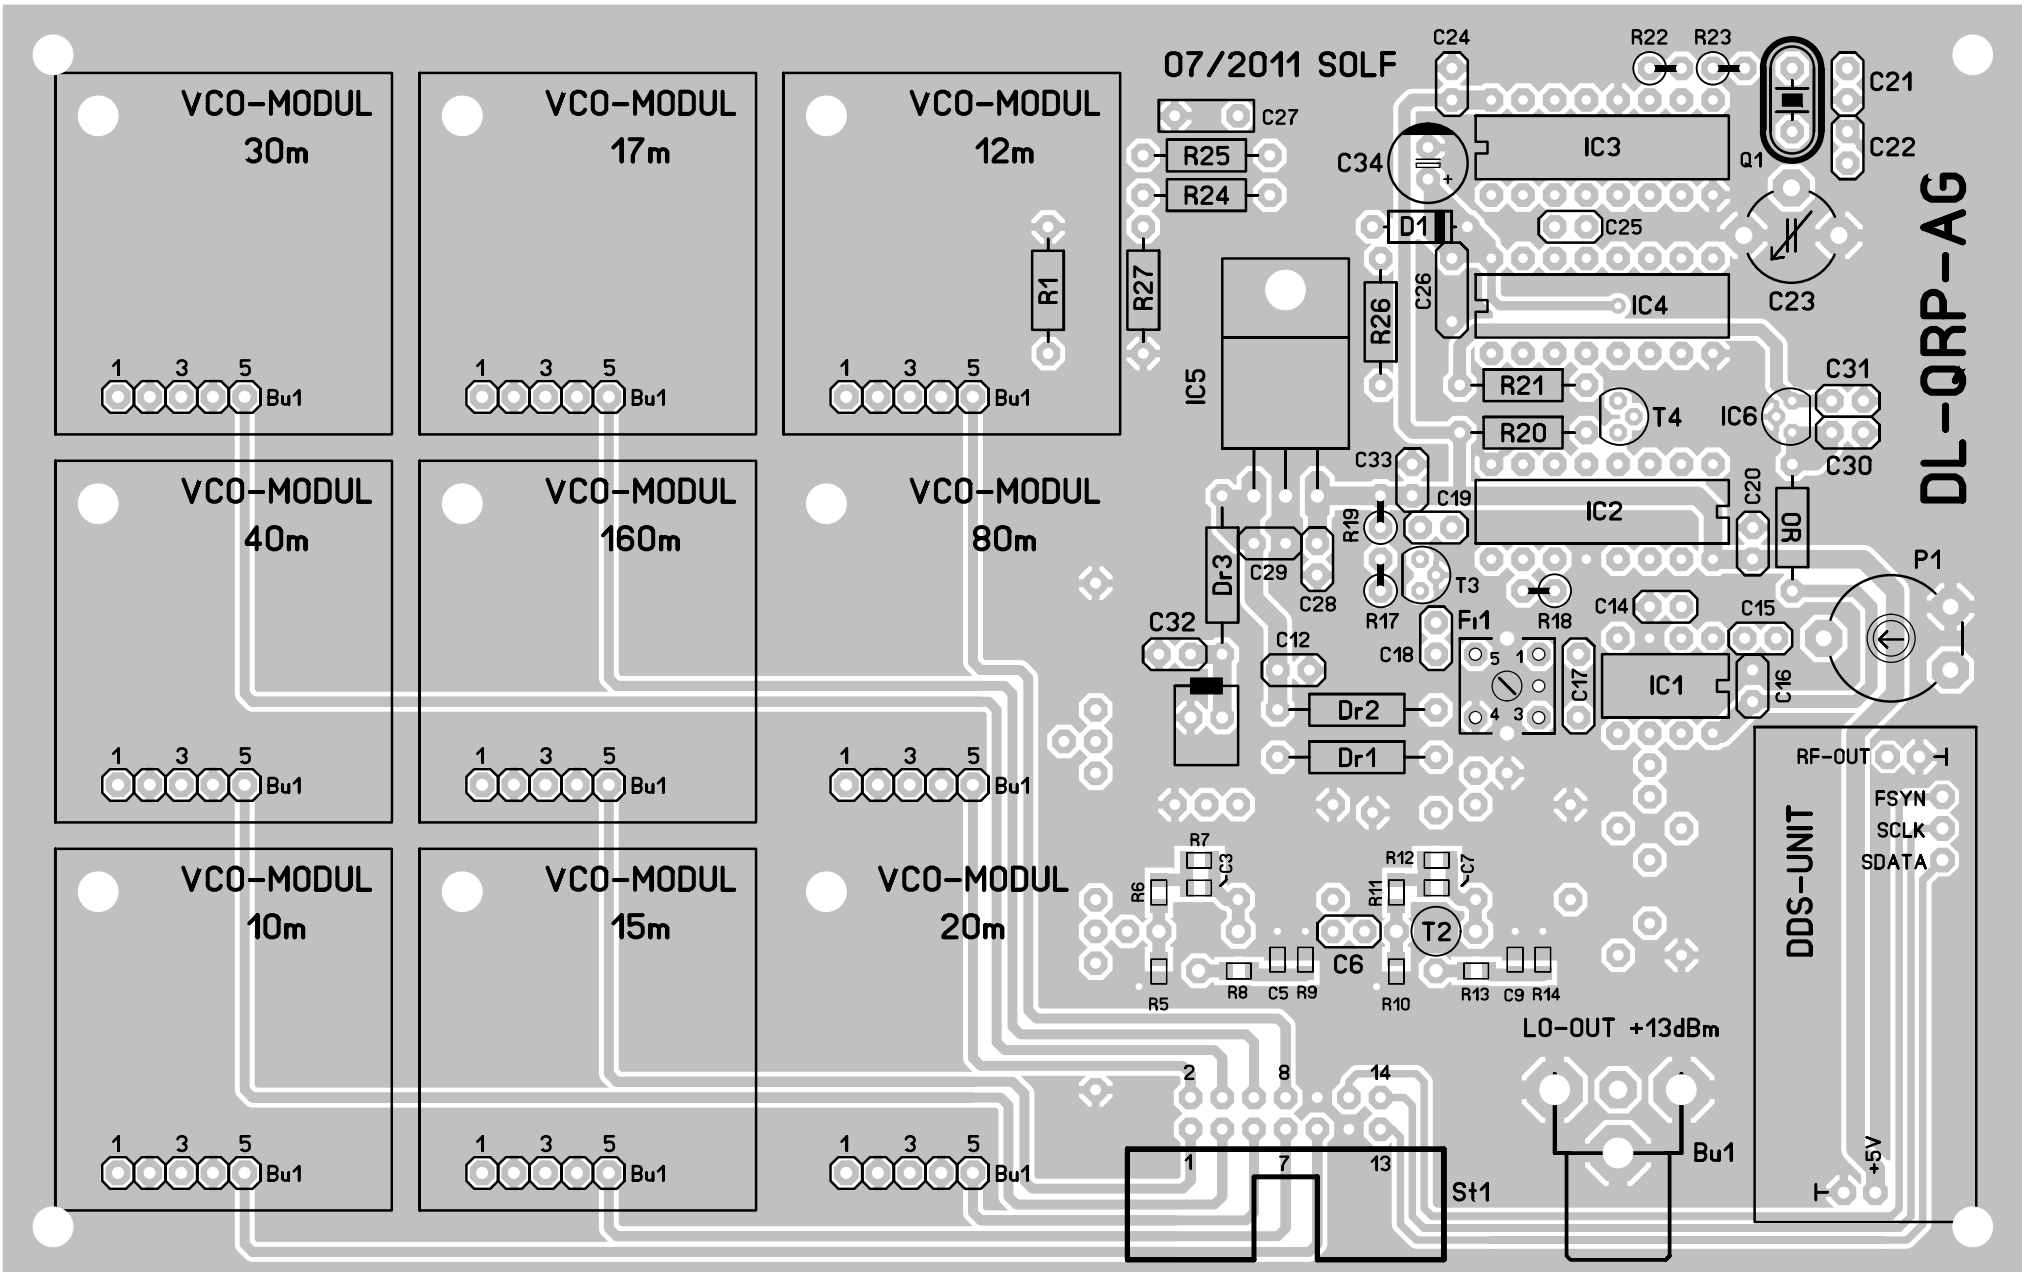 07/2011 SOLF
C24
R22
R23
C21
C22
C27
R25
R24
C34
+
IC3
Q1
DL-QRP-AG
VCO-MODUL
30m
1
3
5
Bu1
VCO-MODUL
17m
1
3
5
Bu1
VCO-MODUL
12m
1
3
5
Bu1
R1
R27
D1
C25
C23
C26
R26
IC4
IC5
R21
R20
T4
IC6
C31
C30
C33
C19
R19
IC2
C20
0R
P1
VCO-MODUL
40m
1
3
5
Bu1
VCO-MODUL
160m
1
3
5
Bu1
VCO-MODUL
80m
1
3
5
Bu1
Dr3
C29
C28
T3
R17
R18
C14
C15
C32
C12
C18
Fi1
5
1
4
3
C17
IC1
C16
Dr2
Dr1
RF-OUT
FSYN
SCLK
SDATA
DDS-UNIT
+5V
VCO-MODUL
10m
1
3
5
Bu1
VCO-MODUL
15m
1
3
5
Bu1
VCO-MODUL
20m
1
3
5
Bu1
R7
C3
R6
R5
R8
C5
R9
R12
C7
R11
T2
C6
R10
R13
C9
R14
LO-OUT +13dBm
2
8
14
1
7
13
St1
Bu1